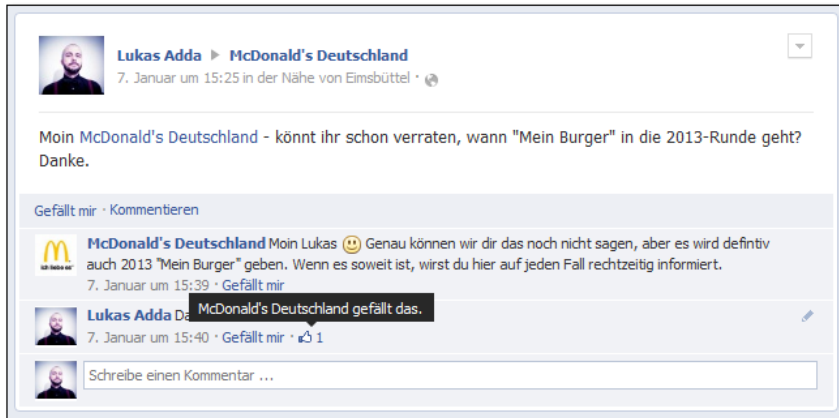 Lukas Adda ▶ McDonald's Deutschland
7. Januar um 15:25 in der Nähe von Eimsbüttel ·
Moin McDonald's Deutschland - könnt ihr schon verraten, wann "Mein Burger" in die 2013-Runde geht?
Danke.
Gefällt mir · Kommentieren
McDonald's Deutschland Moin Lukas Genau können wir dir das noch nicht sagen, aber es wird defintiv
auch 2013 "Mein Burger" geben. Wenn es soweit ist, wirst du hier auf jeden Fall rechtzeitig informiert.
ich liebe es
7. Januar um 15:39 · Gefällt mir
McDonald's Deutschland gefällt das.
Lukas Adda
7. Januar um 15:40 · Gefällt mir · 1
Schreibe einen Kommentar ...